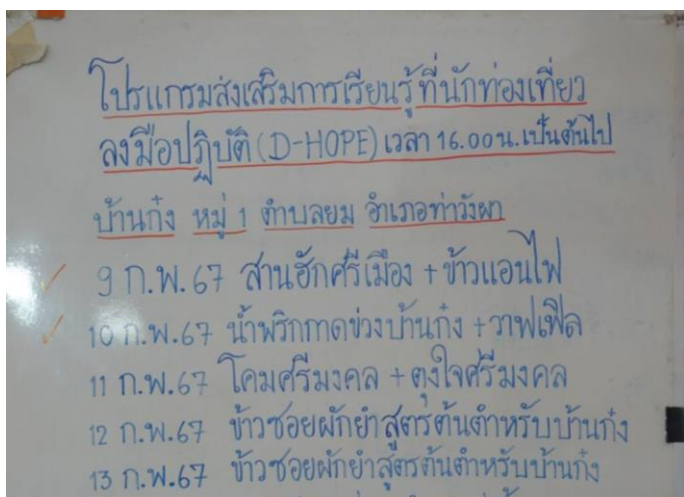 โปรแกรมส่งเสริมการเรียนรู้ที่นักท่องเที่ยว
ลงมือปฏิบัติ (D-HOPE) เวลา 16.00 น. เป็นต้นไป
บ้านก๋ง หมู่ 1 ตำบลยม อำเภอท่าวังผา
9 ก.พ.67 สานฮักศรีเมือง + ข้าวแอนไฟ
10 ก.พ.67 น้ำพริกกาดข่วงบ้านก๋ง + วาฟเฟิล
11 ก.พ.67 โคมศรีมงคล + ตุงใจศรีมงคล
12 ก.พ.67 ข้าวซอยผักยำสูตรต้นตำหรับบ้านก๋ง
13 ก.พ.67 ข้าวซอยผักยำสูตรต้นตำหรับบ้านก๋ง